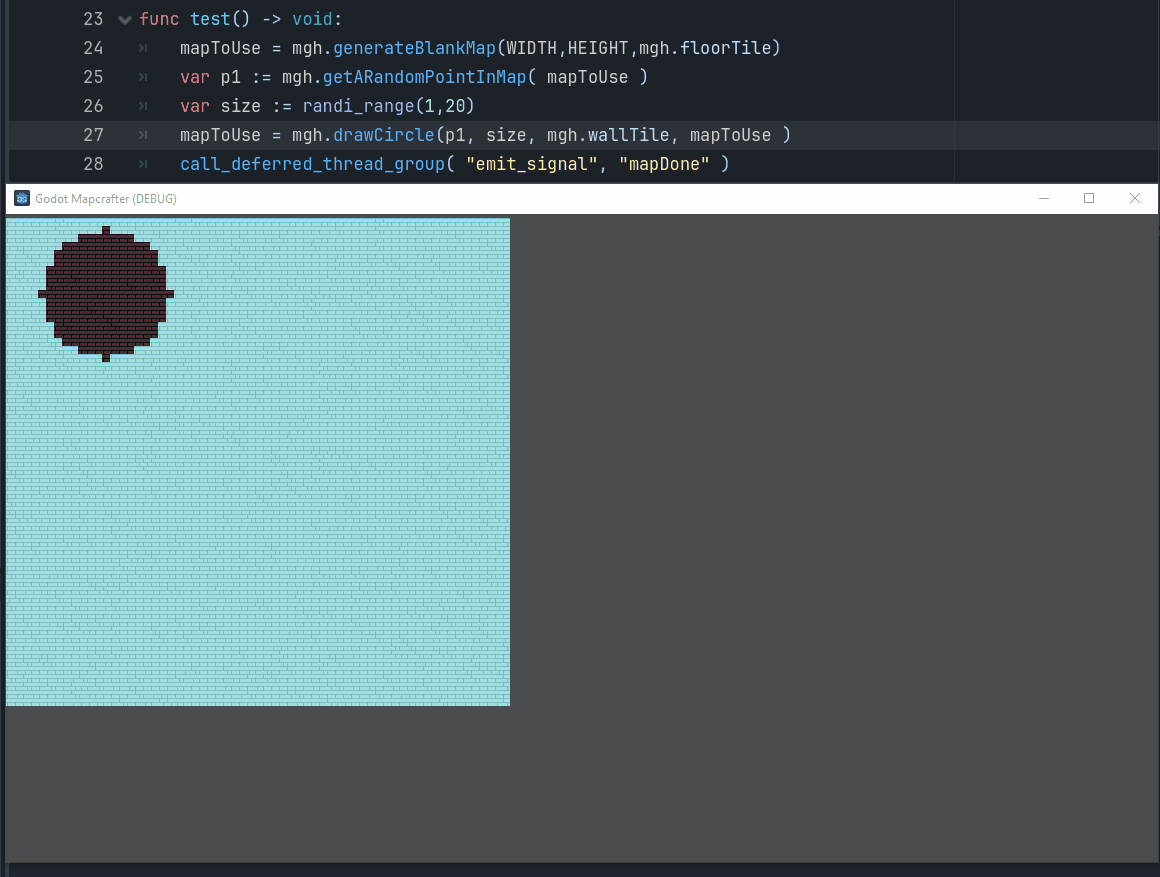 23 func test() -> void:
24 mapToUse = mgh.generateBlankMap(WIDTH,HEIGHT,mgh.floorTile)
25 var p1 := mgh.getARandomPointInMap( mapToUse )
26 var size := randi_range(1,20)
27 mapToUse = mgh.drawCircle(p1, size, mgh.wallTile, mapToUse )
28 call_deferred_thread_group( "emit_signal", "mapDone" )
Godot Mapcrafter (DEBUG)